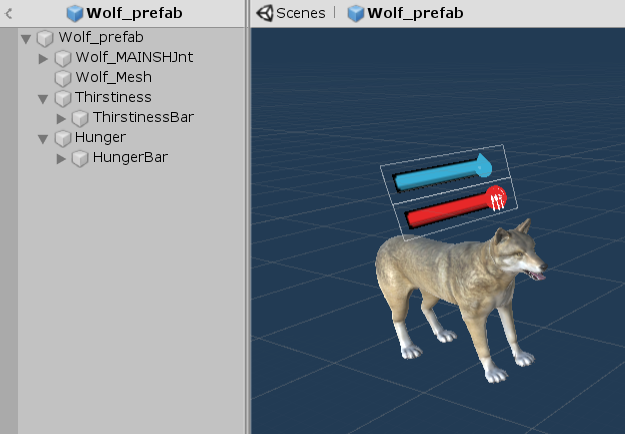 Wolf_prefab
Scenes Wolf_prefab
Wolf_prefab
Wolf_MAINSHJnt
Wolf_Mesh
Thirstiness
ThirstinessBar
Hunger
HungerBar